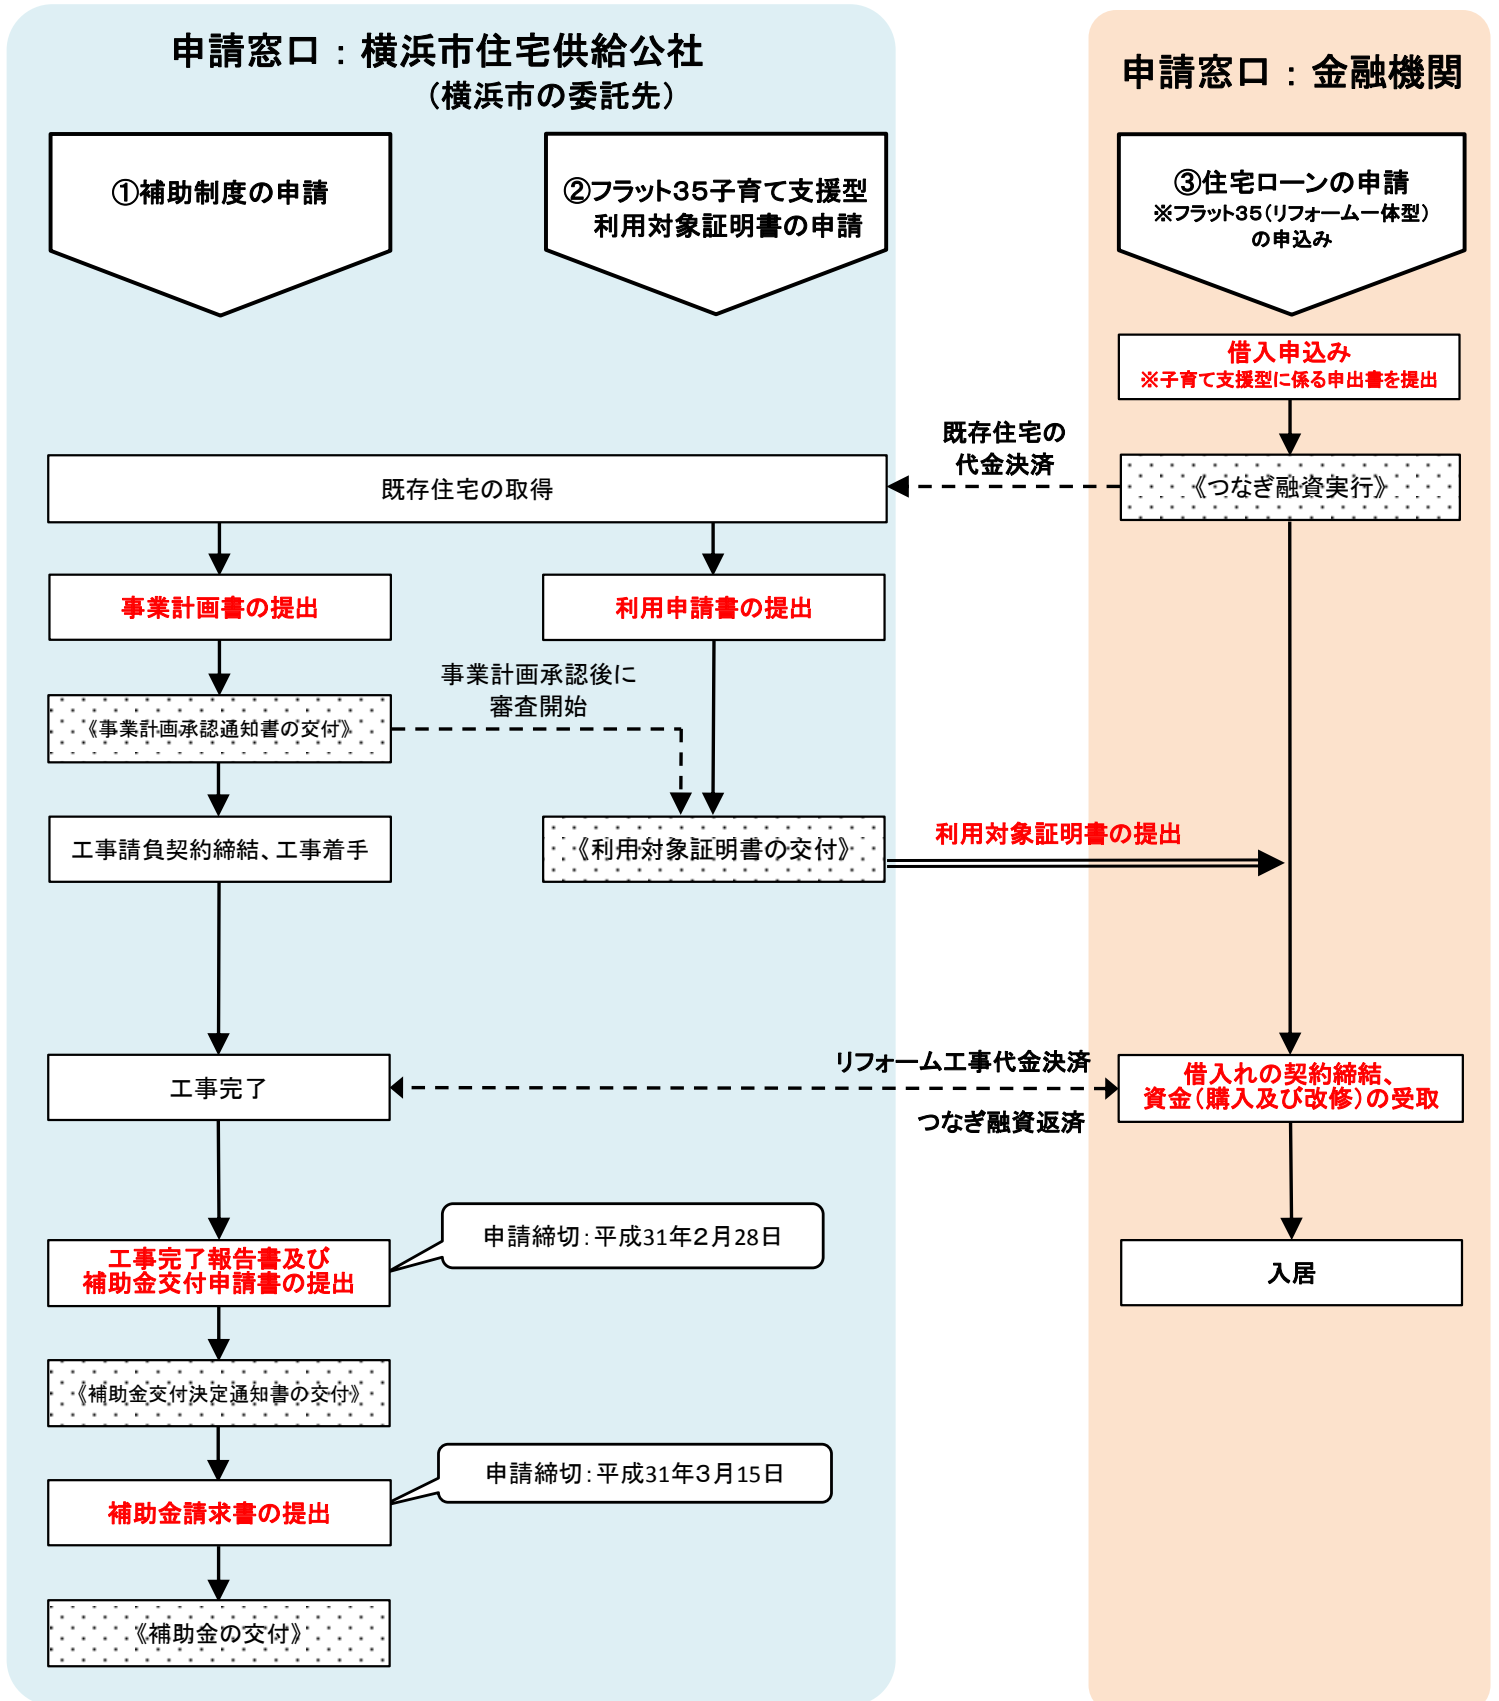 申請窓口：横浜市住宅供給公社
（横浜市の委託先）
申請窓口：金融機関
①補助制度の申請
②フラット35子育て支援型
利用対象証明書の申請
③住宅ローンの申請
※フラット35（リフォーム一体型）
の申込み
借入申込み
※子育て支援型に係る申出書を提出
既存住宅の
代金決済
既存住宅の取得
《つなぎ融資実行》
事業計画書の提出
利用申請書の提出
事業計画承認後に
審査開始
《事業計画承認通知書の交付》
工事請負契約締結、工事着手
《利用対象証明書の交付》
利用対象証明書の提出
工事完了
リフォーム工事代金決済
つなぎ融資返済
借入れの契約締結、
資金（購入及び改修）の受取
申請締切：平成31年２月28日
工事完了報告書及び
補助金交付申請書の提出
入居
《補助金交付決定通知書の交付》
申請締切：平成31年３月15日
補助金請求書の提出
《補助金の交付》